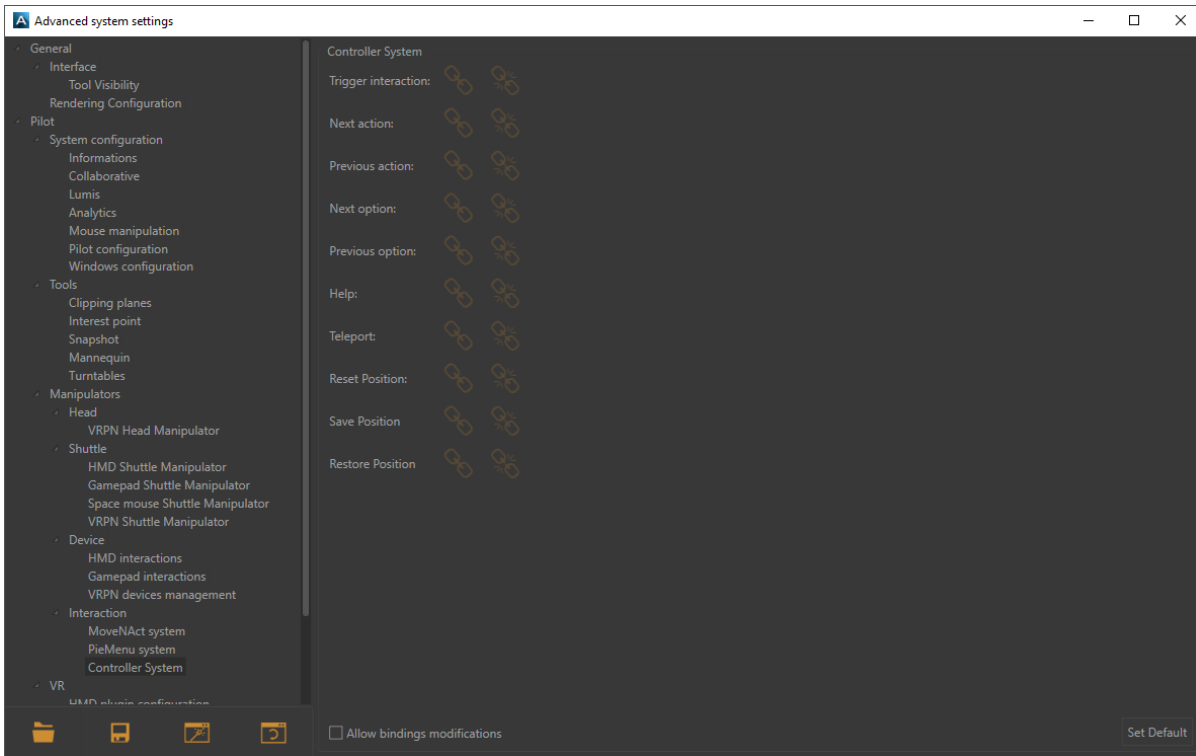 Advanced system settings
General
Interface
Tool Visibility
Rendering Configuration
Pilot
System configuration
Informations
Collaborative
Lumis
Analytics
Mouse manipulation
Pilot configuration
Windows configuration
Tools
Clipping planes
Interest point
Snapshot
Mannequin
Turntables
Manipulators
Head
VRPN Head Manipulator
Shuttle
HMD Shuttle Manipulator
Gamepad Shuttle Manipulator
Space mouse Shuttle Manipulator
VRPN Shuttle Manipulator
Device
HMD interactions
Gamepad interactions
VRPN devices management
Interaction
MoveNAct system
PieMenu system
Controller System
VR
HMD plugin configuration
Controller System
Trigger interaction:
Next action:
Previous action:
Next option:
Previous option:
Help:
Teleport:
Reset Position:
Save Position
Restore Position
Allow bindings modifications
Set Default